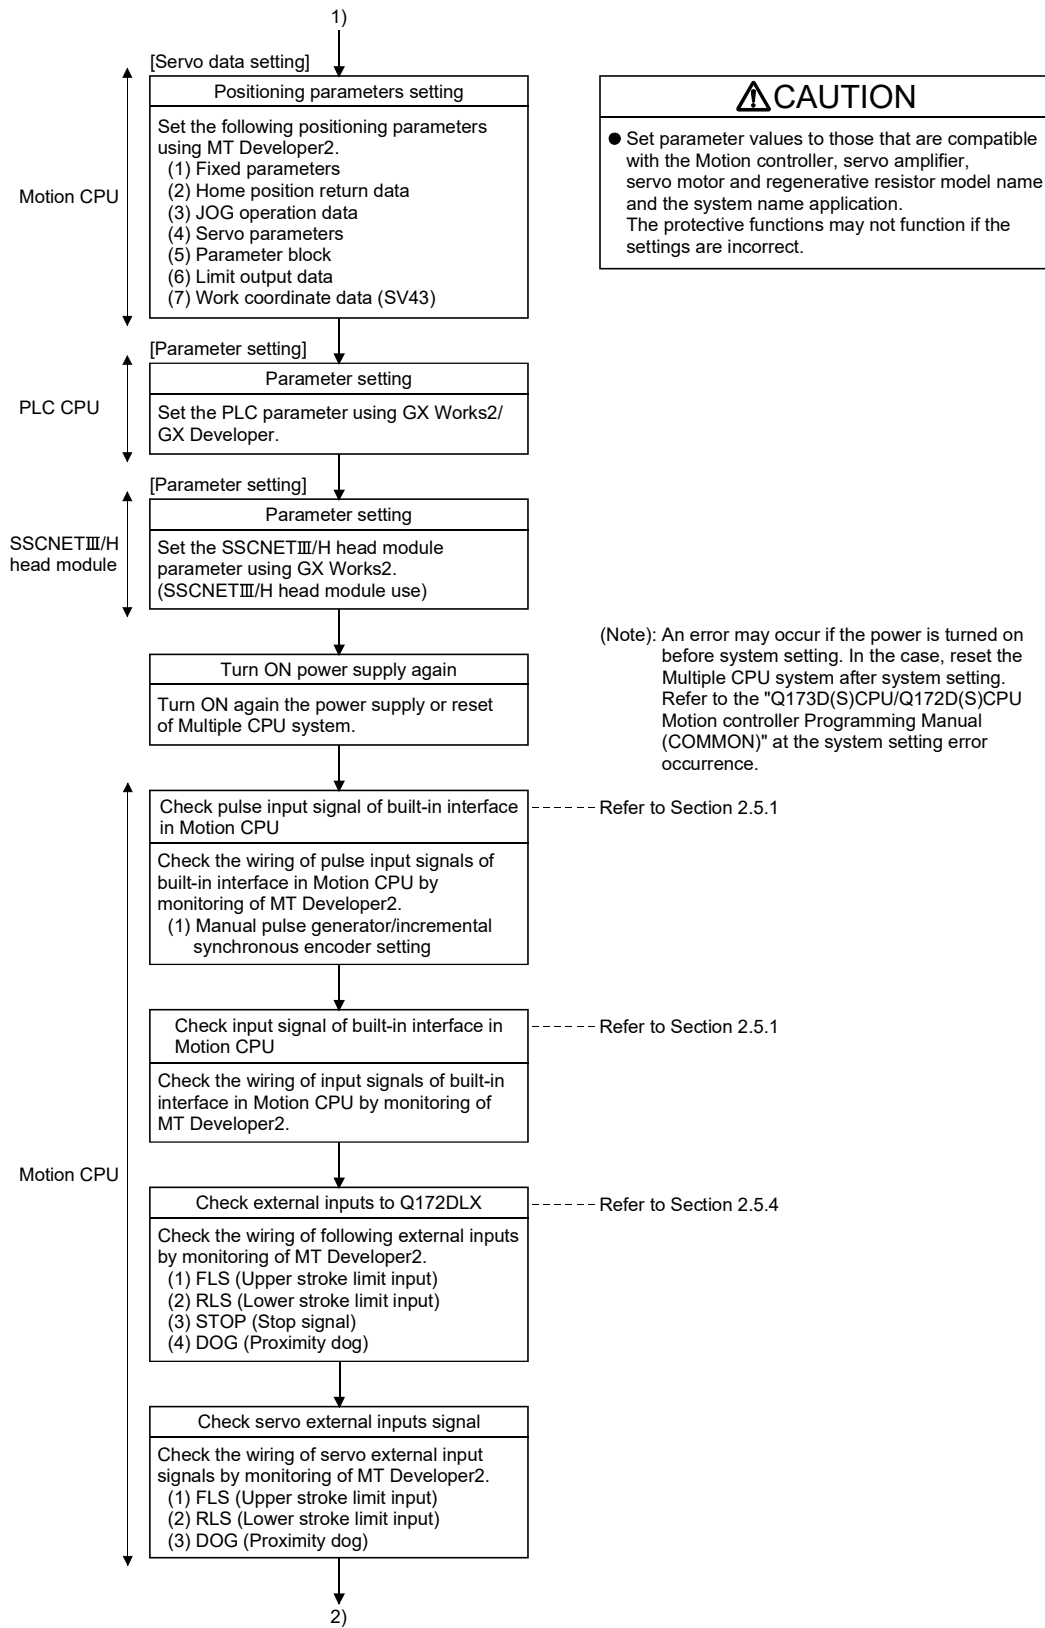 1)
[Servo data setting]
Positioning parameters setting
Set the following positioning parameters
using MT Developer2.
(1) Fixed parameters
(2) Home position return data
(3) JOG operation data
(4) Servo parameters
(5) Parameter block
(6) Limit output data
(7) Work coordinate data (SV43)
Motion CPU
⚠CAUTION
● Set parameter values to those that are compatible
with the Motion controller, servo amplifier,
servo motor and regenerative resistor model name
and the system name application.
The protective functions may not function if the
settings are incorrect.
[Parameter setting]
Parameter setting
PLC CPU
Set the PLC parameter using GX Works2/
GX Developer.
[Parameter setting]
Parameter setting
SSCNETⅢ/H
head module
Set the SSCNETⅢ/H head module
parameter using GX Works2.
(SSCNETⅢ/H head module use)
(Note): An error may occur if the power is turned on
before system setting. In the case, reset the
Multiple CPU system after system setting.
Refer to the "Q173D(S)CPU/Q172D(S)CPU
Motion controller Programming Manual
(COMMON)" at the system setting error
occurrence.
Turn ON power supply again
Turn ON again the power supply or reset
of Multiple CPU system.
Check pulse input signal of built-in interface
in Motion CPU
Refer to Section 2.5.1
Check the wiring of pulse input signals of
built-in interface in Motion CPU by
monitoring of MT Developer2.
(1) Manual pulse generator/incremental
synchronous encoder setting
Check input signal of built-in interface in
Motion CPU
Refer to Section 2.5.1
Check the wiring of input signals of built-in
interface in Motion CPU by monitoring of
MT Developer2.
Motion CPU
Check external inputs to Q172DLX
Refer to Section 2.5.4
Check the wiring of following external inputs
by monitoring of MT Developer2.
(1) FLS (Upper stroke limit input)
(2) RLS (Lower stroke limit input)
(3) STOP (Stop signal)
(4) DOG (Proximity dog)
Check servo external inputs signal
Check the wiring of servo external input
signals by monitoring of MT Developer2.
(1) FLS (Upper stroke limit input)
(2) RLS (Lower stroke limit input)
(3) DOG (Proximity dog)
2)